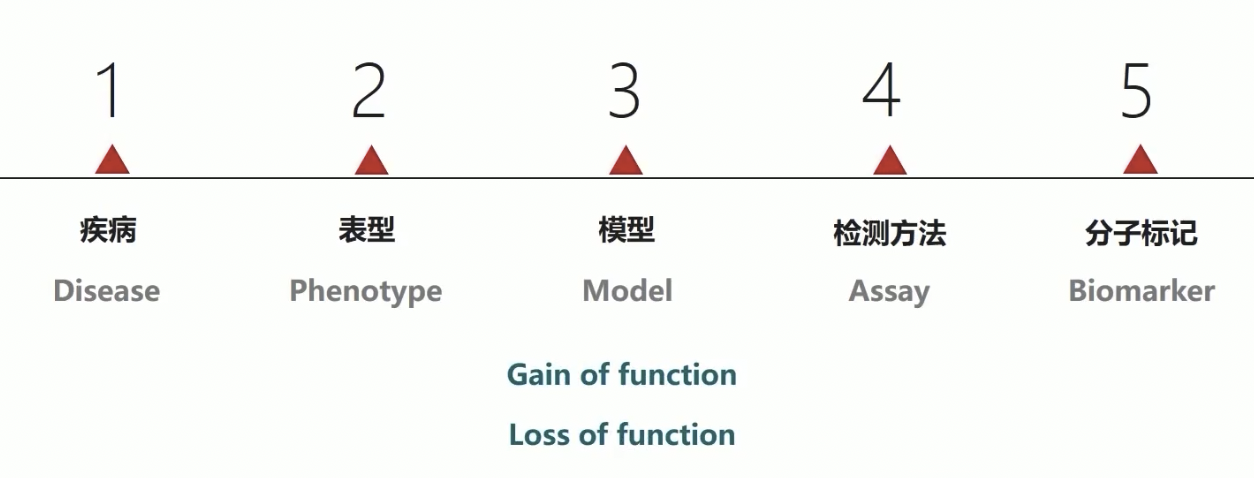 1 2 3 4 5
疾病 表型 模型 检测方法 分子标记
Disease Phenotype Model Assay Biomarker
Gain of function
Loss of function